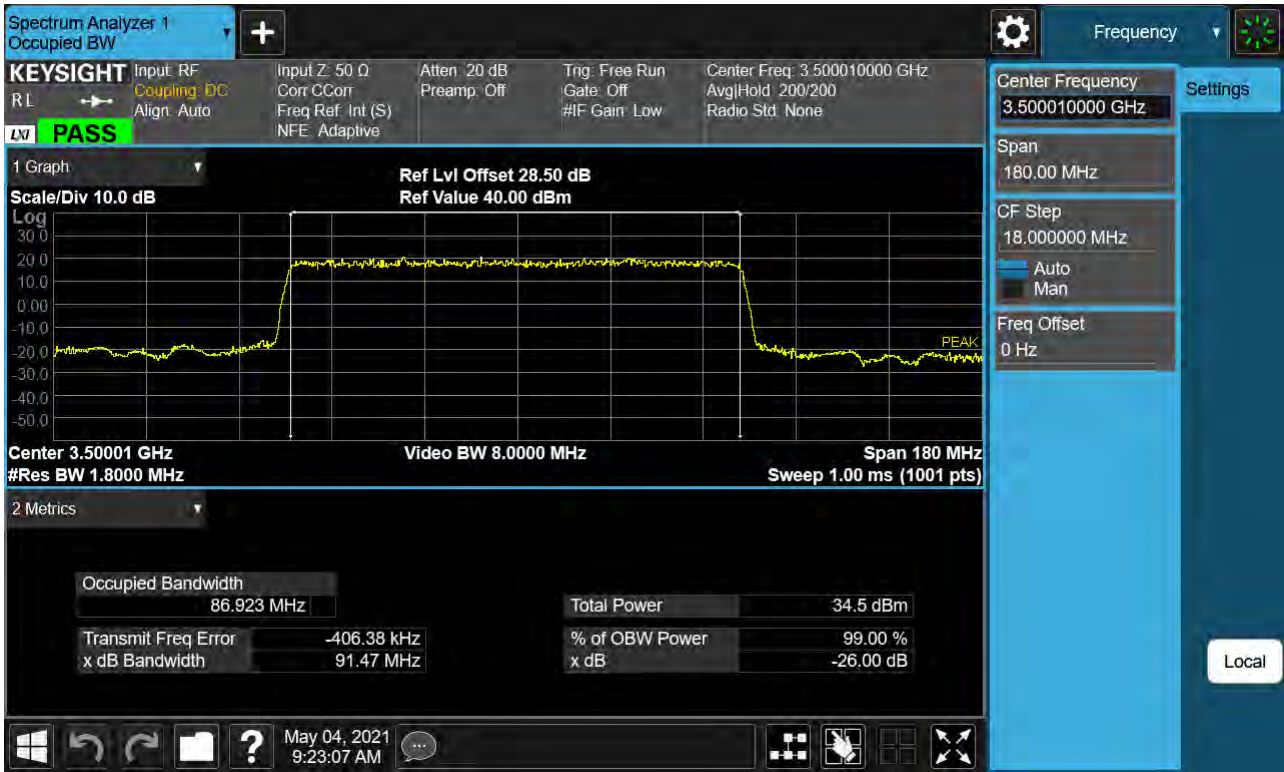 Spectrum Analyzer 1
Occupied BW
+
Frequency
KEYSIGHT
R L
LXI PASS
Input: RF
Coupling: DC
Align: Auto
Input Z: 50 Ω
Corr CCorr
Freq Ref: Int (S)
NFE: Adaptive
Atten: 20 dB
Preamp: Off
Trig: Free Run
Gate: Off
#IF Gain: Low
Center Freq: 3.500010000 GHz
Avg|Hold: 200/200
Radio Std: None
1 Graph
Scale/Div 10.0 dB
Ref Lvl Offset 28.50 dB
Ref Value 40.00 dBm
Log
30.0
20.0
10.0
0.00
-10.0
-20.0
-30.0
-40.0
-50.0
PEAK
Center 3.50001 GHz
#Res BW 1.8000 MHz
Video BW 8.0000 MHz
Span 180 MHz
Sweep 1.00 ms (1001 pts)
2 Metrics
Occupied Bandwidth
86.923 MHz
Total Power 34.5 dBm
Transmit Freq Error -406.38 kHz
% of OBW Power 99.00 %
x dB Bandwidth 91.47 MHz
x dB -26.00 dB
Center Frequency
3.500010000 GHz
Span
180.00 MHz
CF Step
18.000000 MHz
Auto
Man
Freq Offset
0 Hz
Settings
Local
?
May 04, 2021
9:23:07 AM